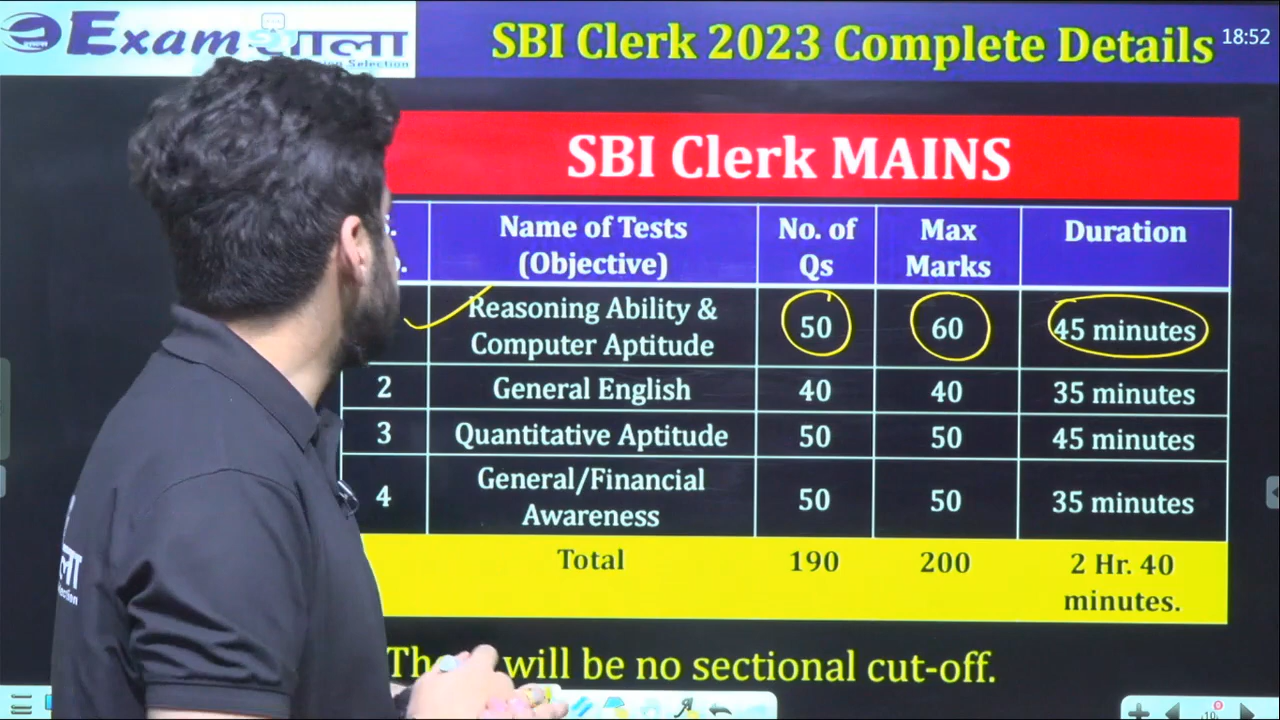 Examशाला
SBI Clerk 2023 Complete Details
18:52
Selection
SBI Clerk MAINS
Name of Tests (Objective)
No. of Qs
Max Marks
Duration
Reasoning Ability & Computer Aptitude
50
60
45 minutes
2
General English
40
40
35 minutes
3
Quantitative Aptitude
50
50
45 minutes
4
General/Financial Awareness
50
50
35 minutes
Total
190
200
2 Hr. 40 minutes.
will be no sectional cut-off.